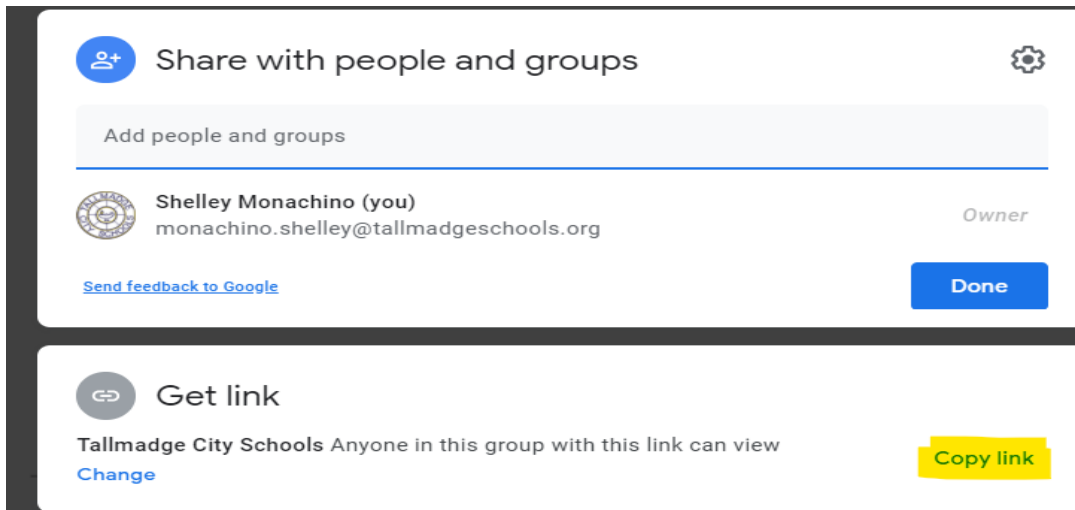 Share with people and groups
Add people and groups
Shelley Monachino (you)
monachino.shelley@tallmadgeschools.org
Owner
Send feedback to Google
Done
Get link
Tallmadge City Schools Anyone in this group with this link can view
Change
Copy link